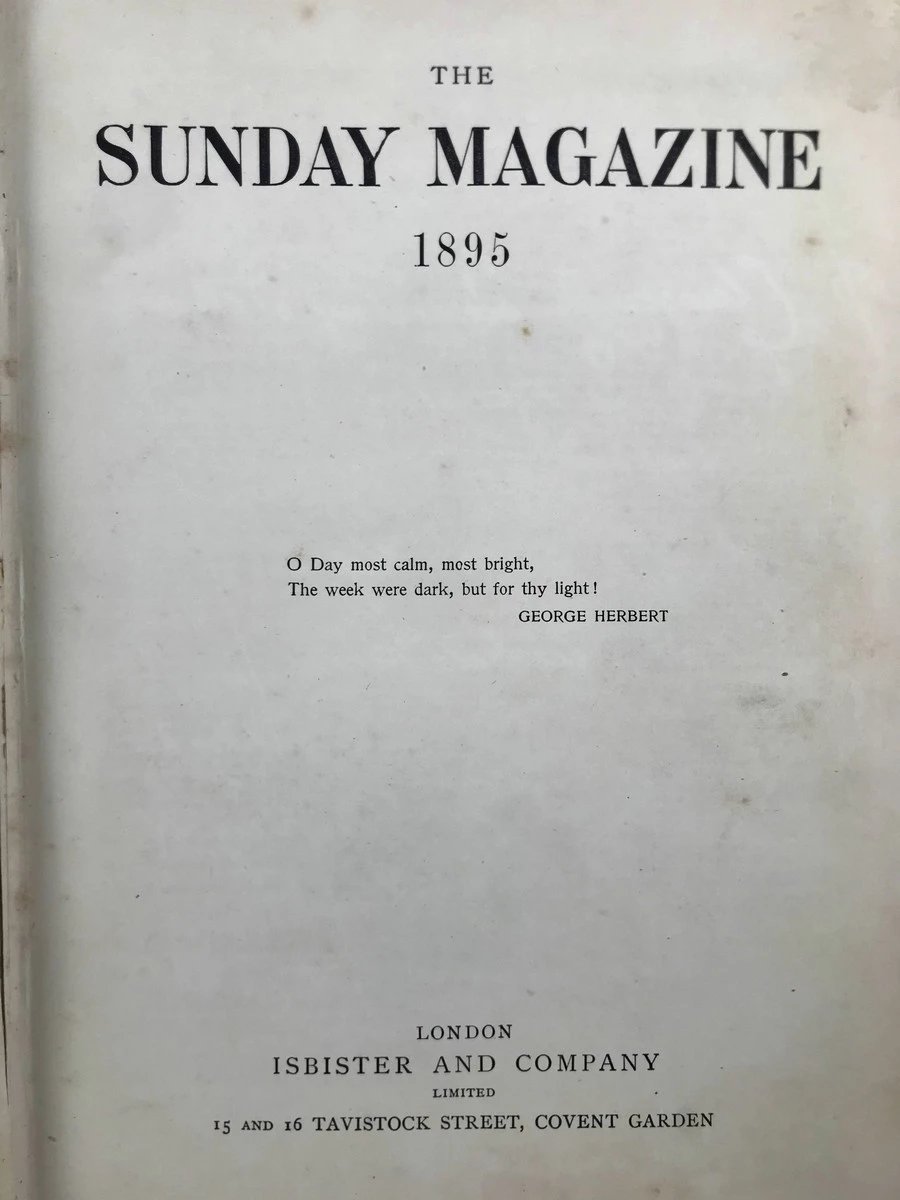 THE
SUNDAY MAGAZINE
1895
O Day most calm, most bright,
The week were dark, but for thy light!
GEORGE HERBERT
LONDON
ISBISTER AND COMPANY
LIMITED
15 AND 16 TAVISTOCK STREET, COVENT GARDEN